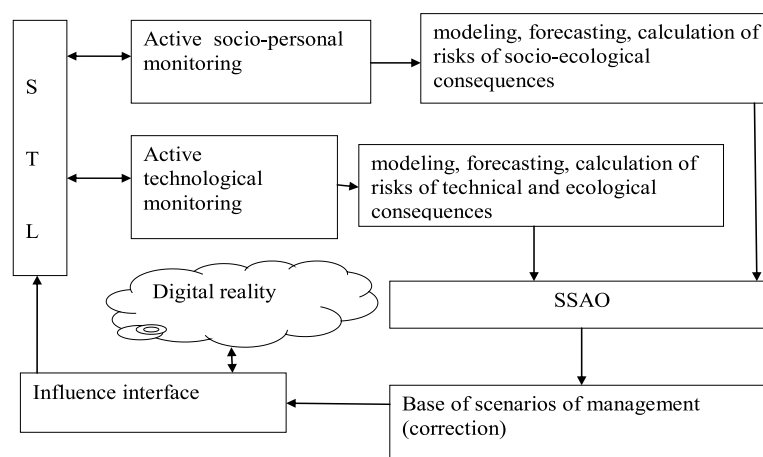 S
T
L
Active socio-personal
monitoring
modeling, forecasting, calculation of
risks of socio-ecological
consequences
Active
technological
monitoring
modeling, forecasting, calculation of
risks of technical and ecological
consequences
Digital reality
SSAO
Influence interface
Base of scenarios of management
(correction)